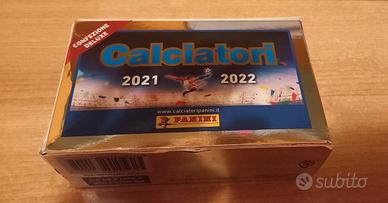 CONFEZIONE
DELUXE
Calciatori
2021 2022
www.calciatoripanini.it
PANINI
subito